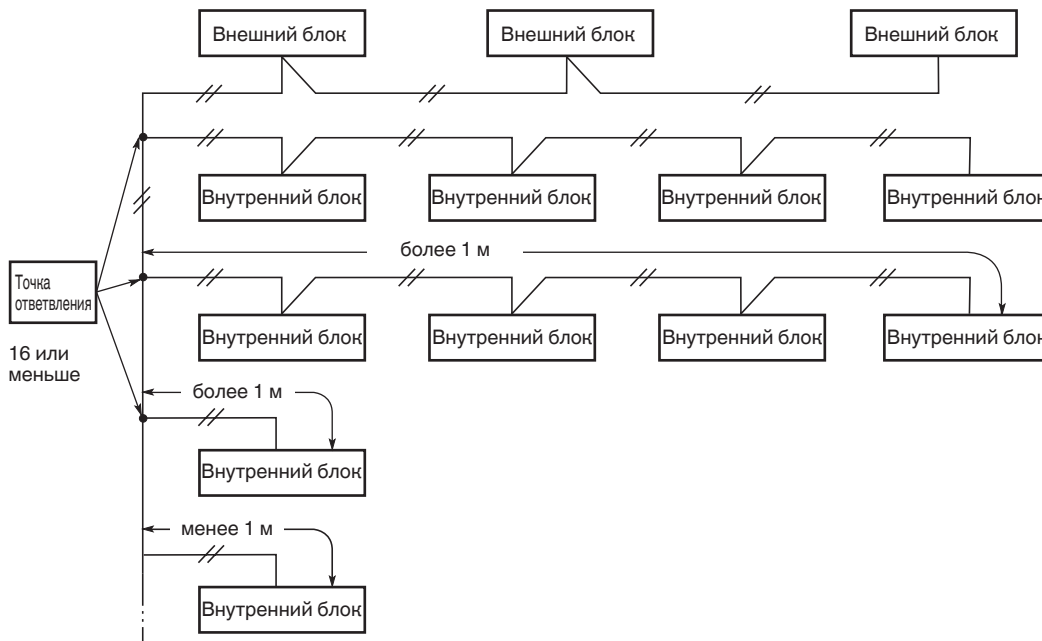 Внешний блок
Внешний блок
Внешний блок
Внутренний блок
Внутренний блок
Внутренний блок
Внутренний блок
более 1 м
Точка
ответвления
16 или
меньше
Внутренний блок
Внутренний блок
Внутренний блок
Внутренний блок
более 1 м
Внутренний блок
менее 1 м
Внутренний блок